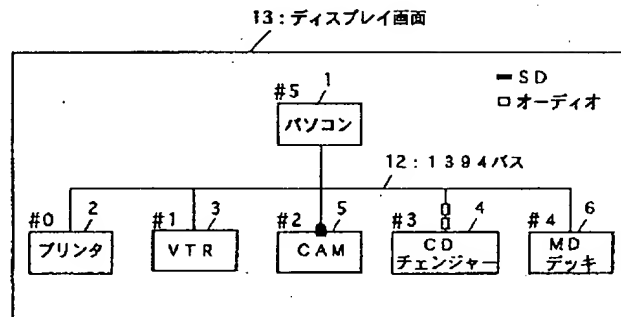 13：ディスプレイ画面
#5 1
パソコン
SD
オーディオ
12：1394バス
#0 2
プリンタ
#1 3
VTR
#2 5
CAM
#3 4
CD
チェンジャー
#4 6
MD
デッキ